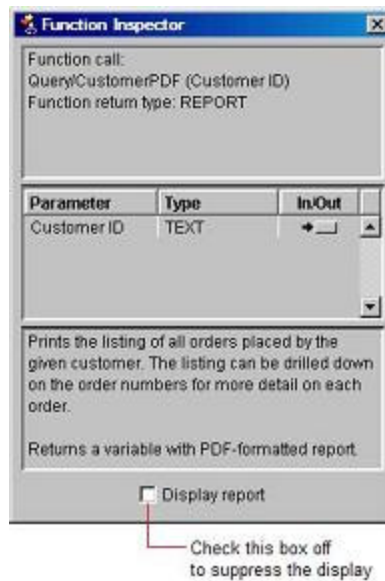 Function Inspector
Function call:
Query/CustomerPDF (Customer ID)
Function return type: REPORT
Parameter Type In/Out
Customer ID TEXT
Prints the listing of all orders placed by the
given customer. The listing can be drilled down
on the order numbers for more detail on each
order.
Returns a variable with PDF-formatted report.
Display report
Check this box off
to suppress the display